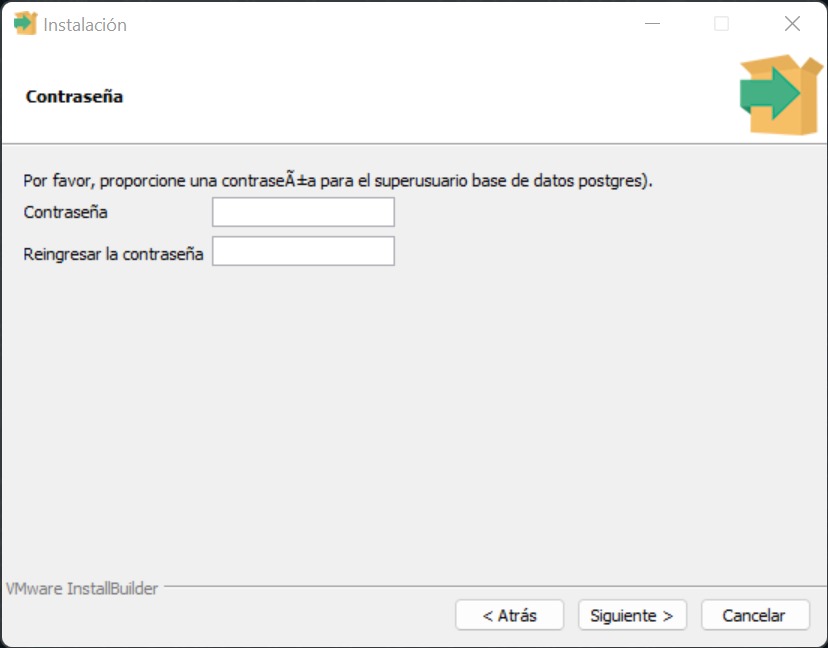 Instalación
Contraseña
Por favor, proporcione una contraseÃ±a para el superusuario base de datos postgres).
Contraseña
Reingresar la contraseña
VMware InstallBuilder
< Atrás
Siguiente >
Cancelar